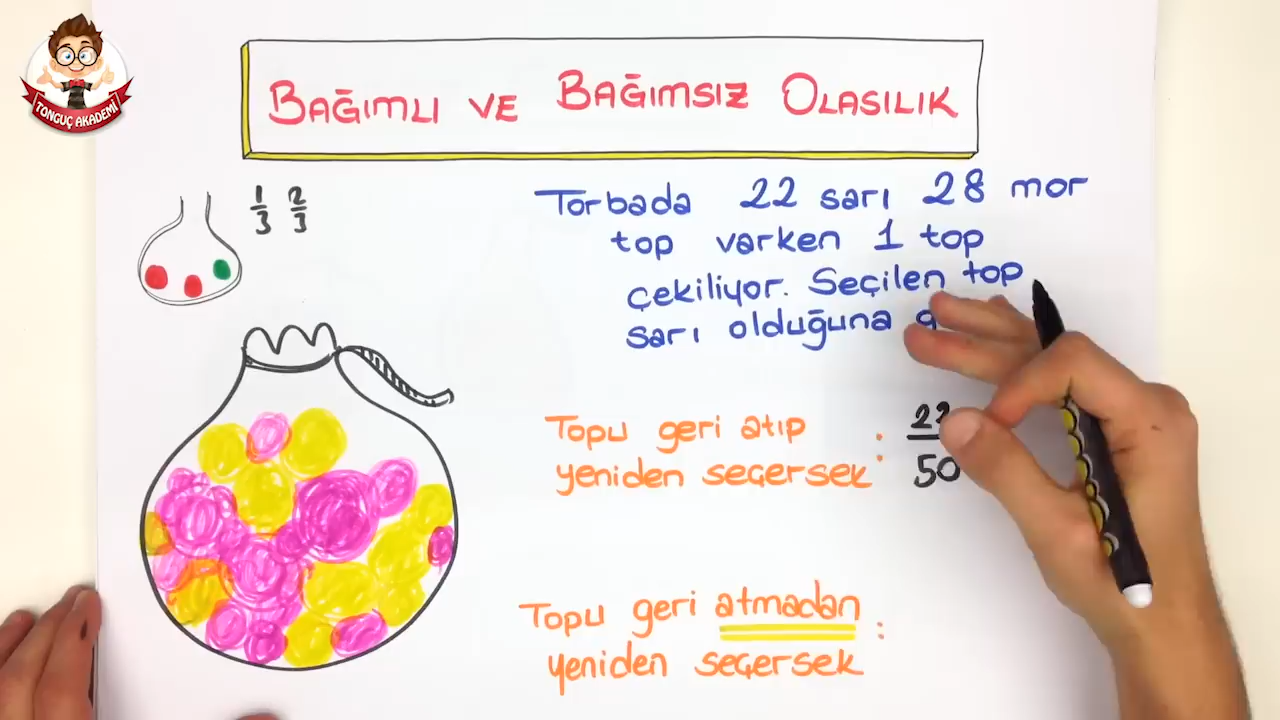 TONGUÇ AKADEMİ
BAĞIMLI VE BAĞIMSIZ OLASILIK
1/3 2/3
Torbada 22 sarı 28 mor
top varken 1 top
çekiliyor. Seçilen top
sarı olduğuna
Topu geri atıp
yeniden seçersek :
50
Topu geri atmadan :
yeniden seçersek